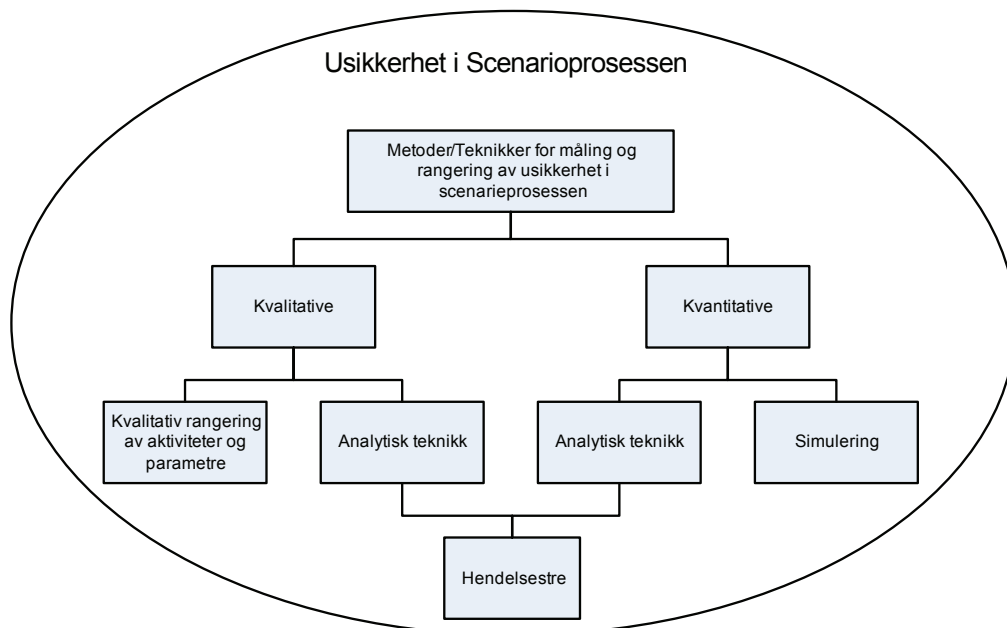 Usikkerhet i Scenarioprosessen
Metoder/Teknikker for måling og
rangering av usikkerhet i
scenarieprosessen
Kvalitative
Kvantitative
Kvalitativ rangering
av aktiviteter og
parametre
Analytisk teknikk
Analytisk teknikk
Simulering
Hendelsestre